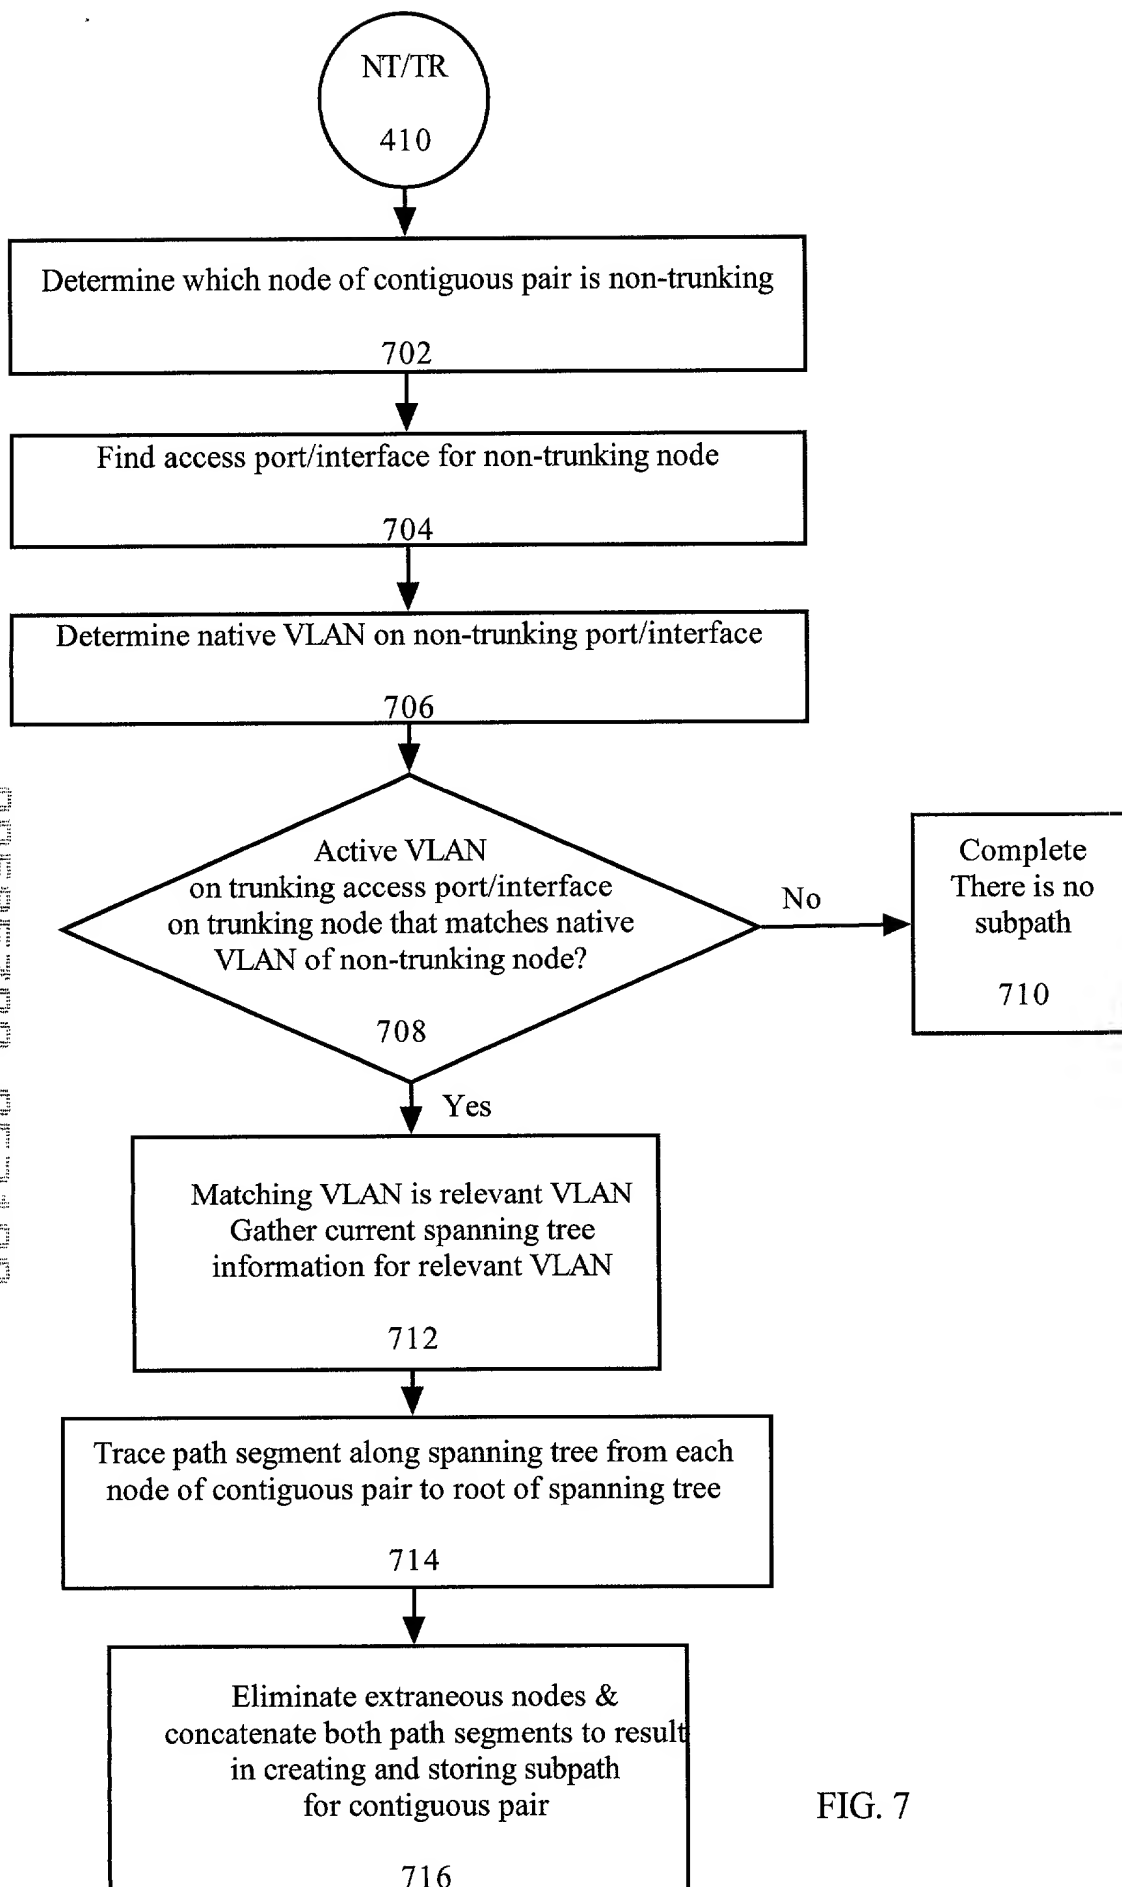 NT/TR
410
Determine which node of contiguous pair is non-trunking
702
Find access port/interface for non-trunking node
704
Determine native VLAN on non-trunking port/interface
706
Active VLAN
on trunking access port/interface
on trunking node that matches native
VLAN of non-trunking node?
708
No
Complete
There is no
subpath
710
Yes
Matching VLAN is relevant VLAN
Gather current spanning tree
information for relevant VLAN
712
Trace path segment along spanning tree from each
node of contiguous pair to root of spanning tree
714
Eliminate extraneous nodes &
concatenate both path segments to result
in creating and storing subpath
for contiguous pair
716
FIG. 7